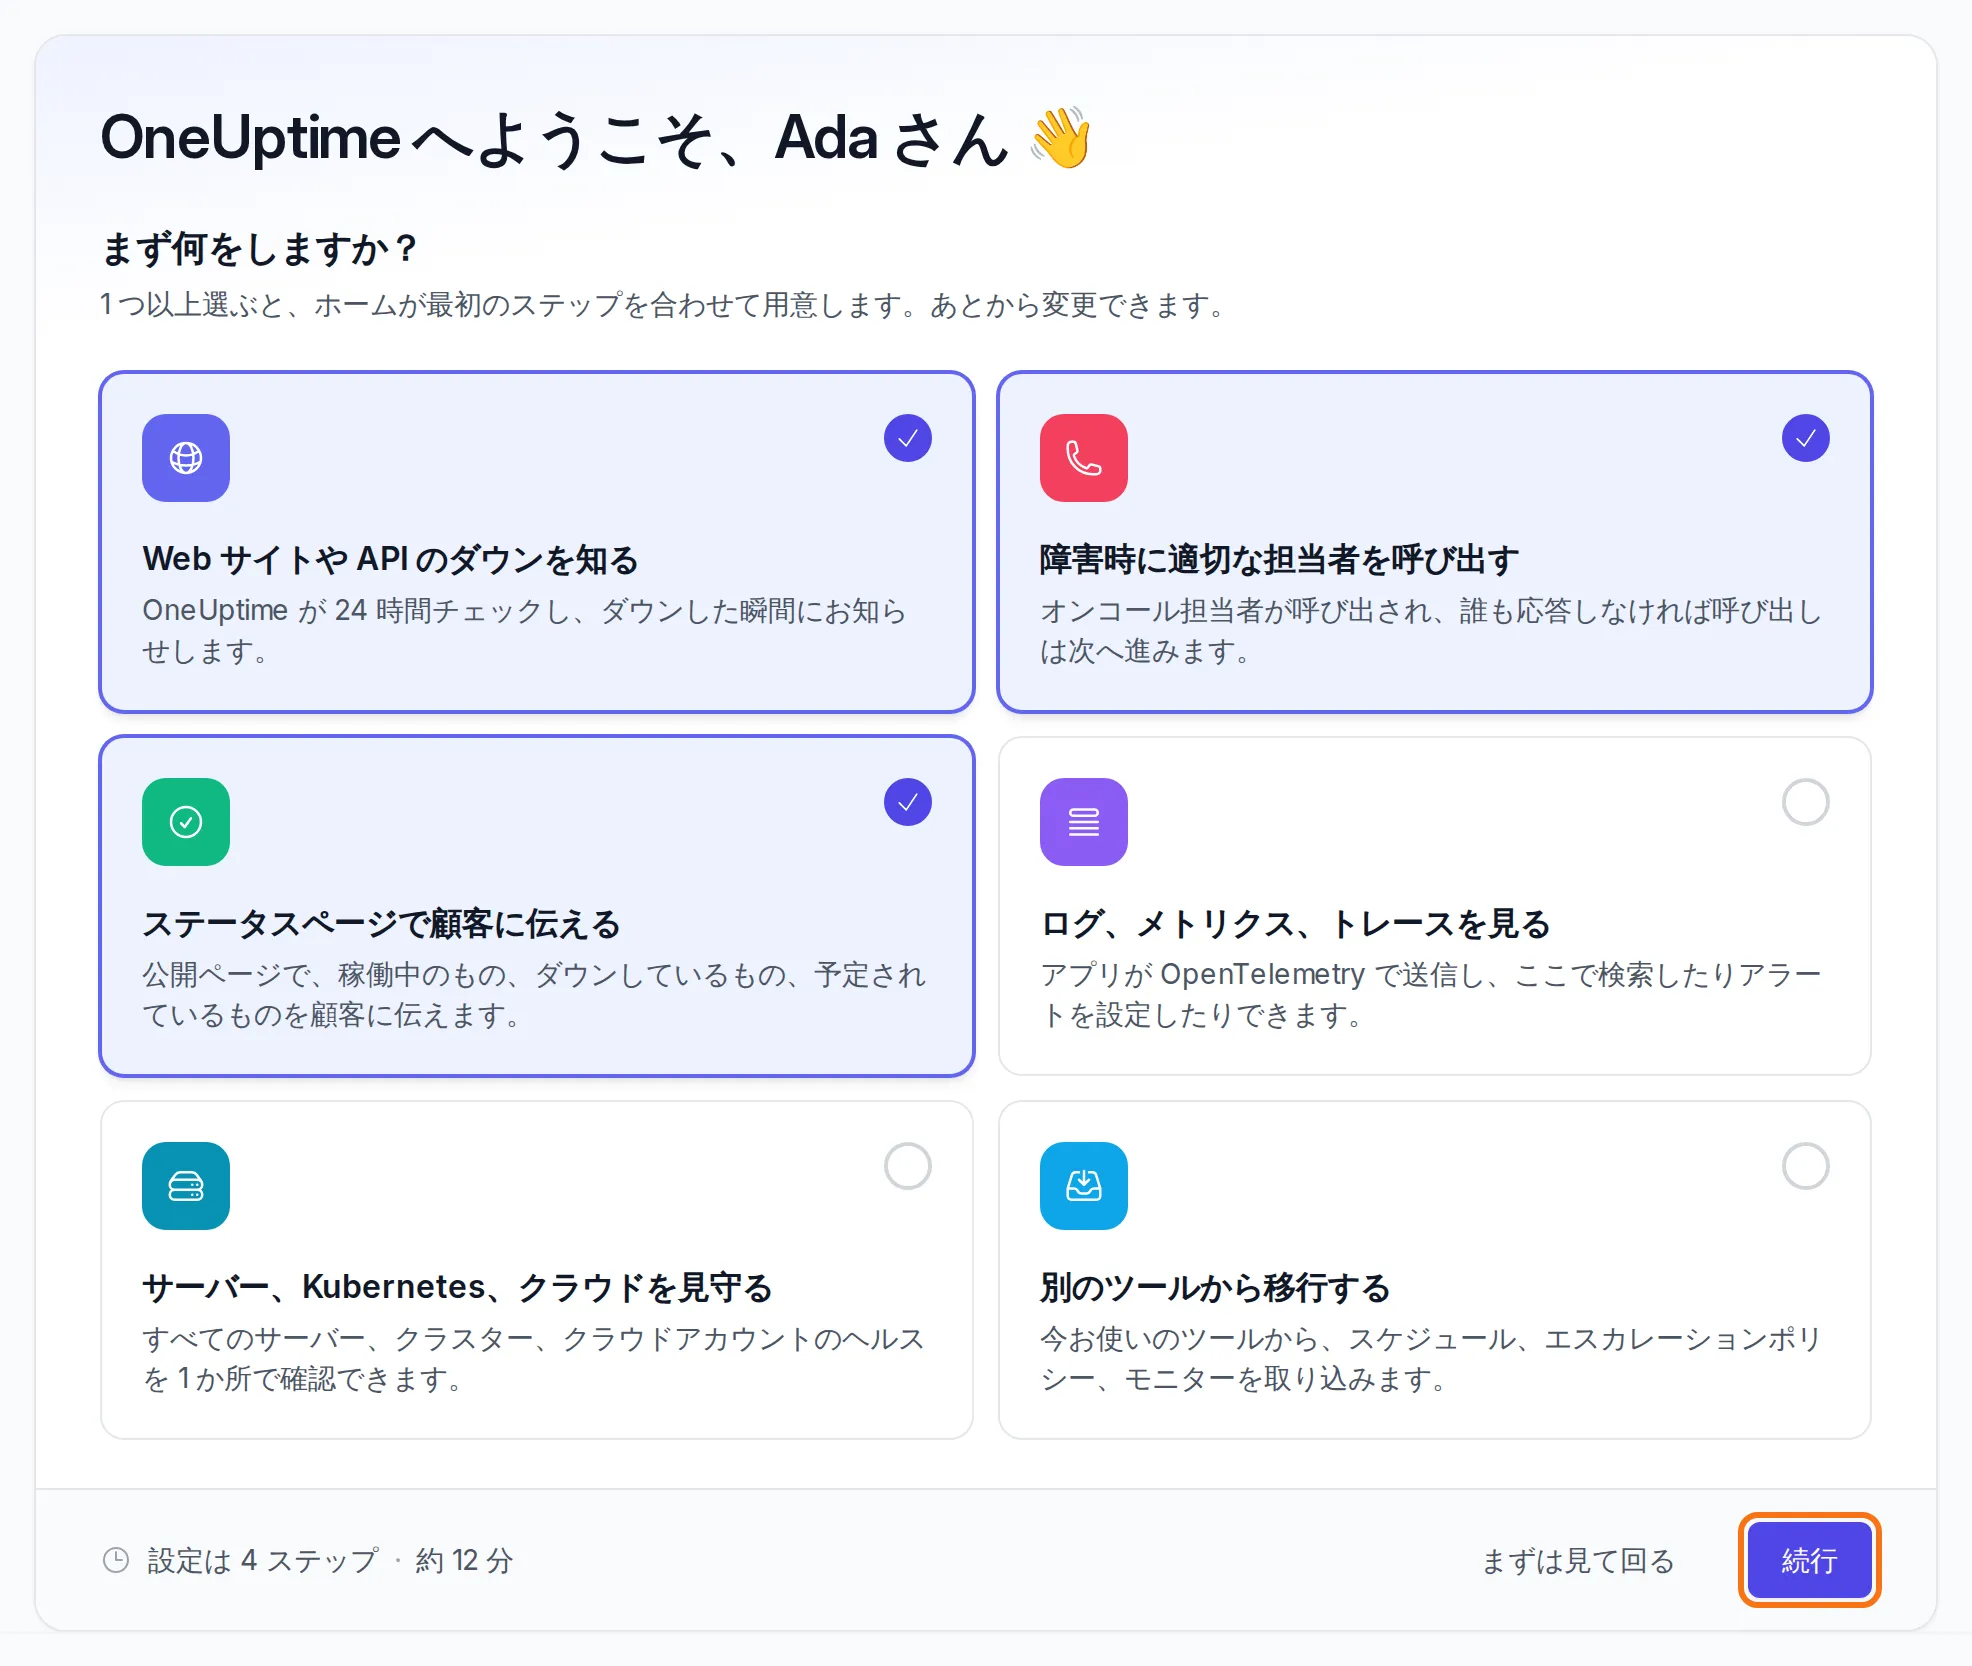 OneUptime へようこそ、Ada さん 👋
まず何をしますか？
1 つ以上選ぶと、ホームが最初のステップを合わせて用意します。あとから変更できます。
Web サイトや API のダウンを知る
OneUptime が 24 時間チェックし、ダウンした瞬間にお知ら
せします。
障害時に適切な担当者を呼び出す
オンコール担当者が呼び出され、誰も応答しなければ呼び出し
は次へ進みます。
ステータスページで顧客に伝える
公開ページで、稼働中のもの、ダウンしているもの、予定され
ているものを顧客に伝えます。
ログ、メトリクス、トレースを見る
アプリが OpenTelemetry で送信し、ここで検索したりアラー
トを設定したりできます。
サーバー、Kubernetes、クラウドを見守る
すべてのサーバー、クラスター、クラウドアカウントのヘルス
を 1 か所で確認できます。
別のツールから移行する
今お使いのツールから、スケジュール、エスカレーションポリ
シー、モニターを取り込みます。
設定は 4 ステップ · 約 12 分
まずは見て回る
続行